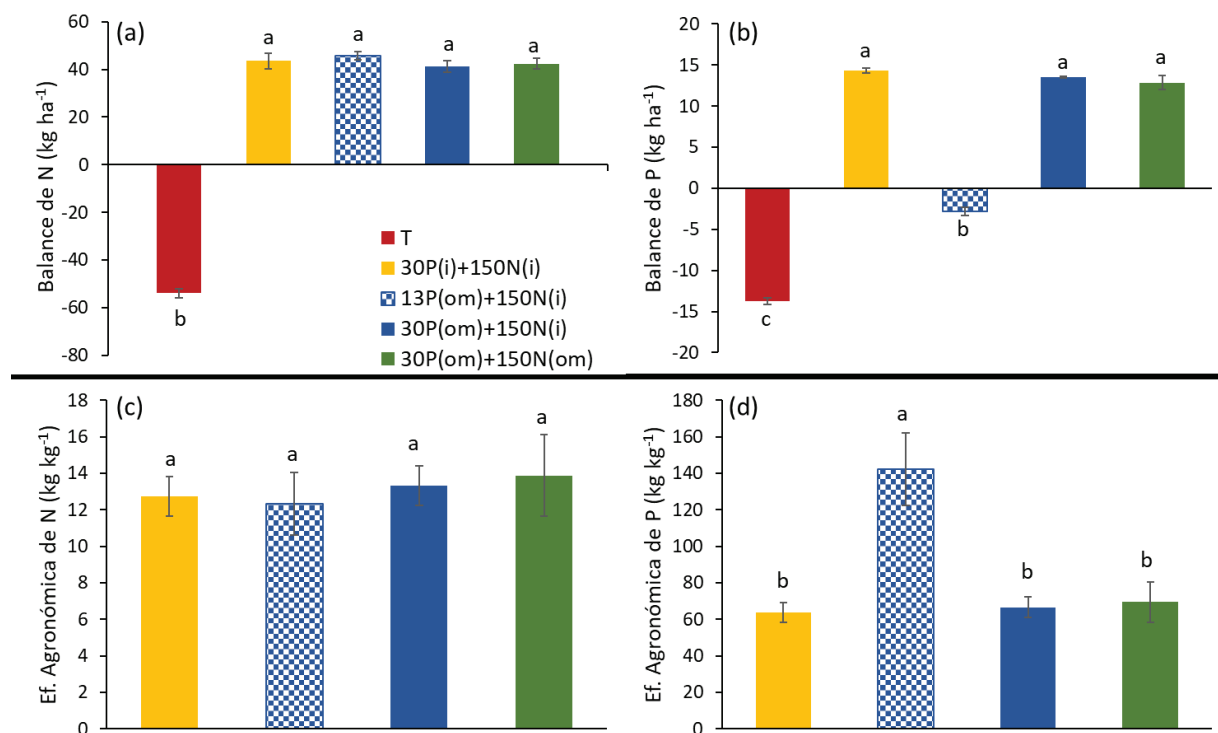 (a)
Balance de N (kg ha⁻¹)
60
40
20
0
-20
-40
-60
-80
a
a
a
a
b
T
30P(i)+150N(i)
13P(om)+150N(i)
30P(om)+150N(i)
30P(om)+150N(om)
(b)
Balance de P (kg ha⁻¹)
20
15
10
5
0
-5
-10
-15
-20
a
a
a
b
c
(c)
Ef. Agronómica de N (kg kg⁻¹)
18
16
14
12
10
8
6
4
2
0
a
a
a
a
(d)
Ef. Agronómica de P (kg kg⁻¹)
180
160
140
120
100
80
60
40
20
0
b
a
b
b